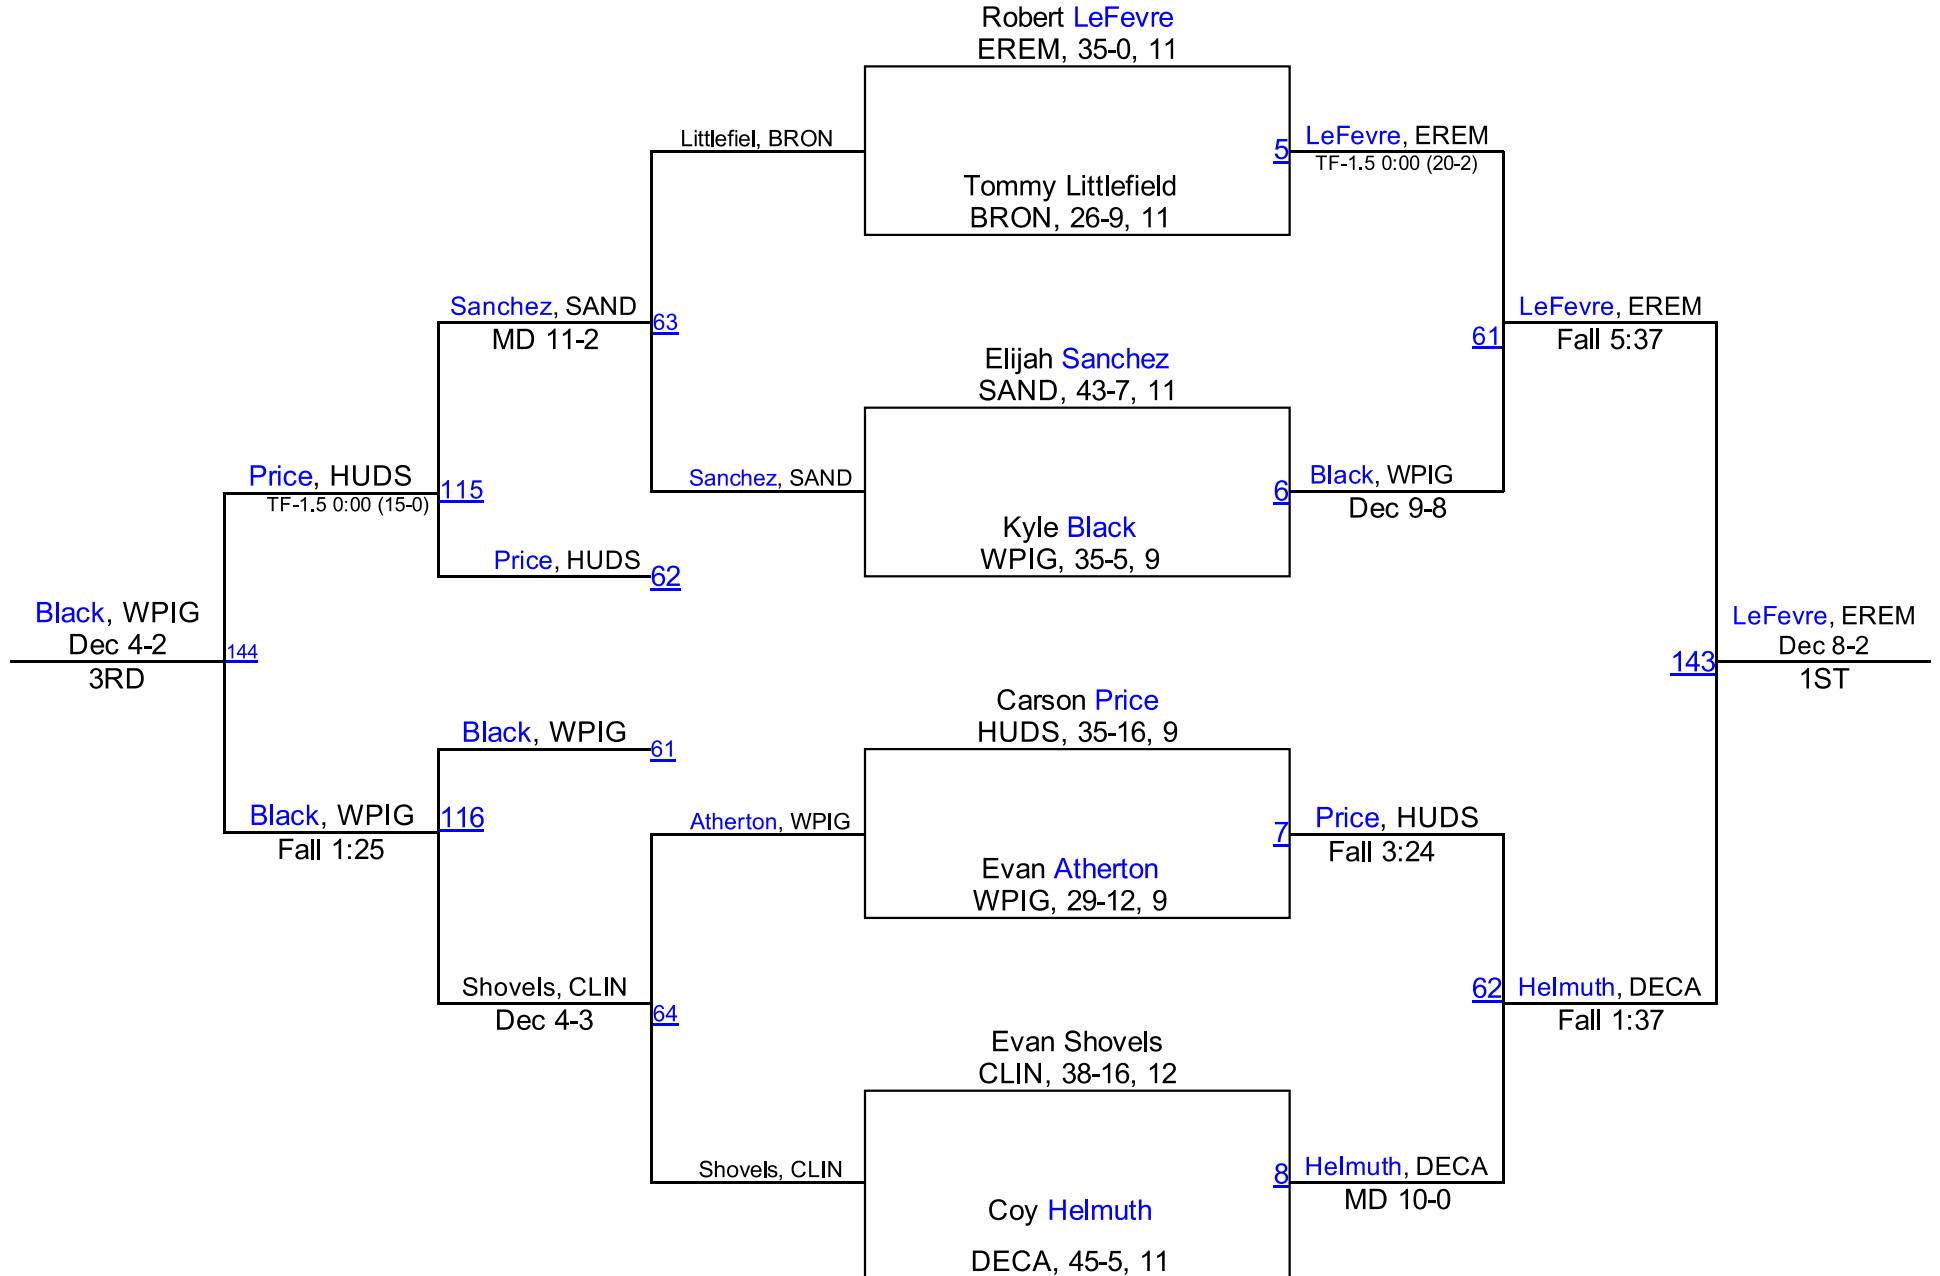 Robert LeFevre
EREM, 35-0, 11
Littlefiel, BRON
5
LeFevre, EREM
TF-1.5 0:00 (20-2)
Tommy Littlefield
BRON, 26-9, 11
Sanchez, SAND
MD 11-2
63
61
LeFevre, EREM
Fall 5:37
Elijah Sanchez
SAND, 43-7, 11
Price, HUDS
TF-1.5 0:00 (15-0)
115
Sanchez, SAND
6
Black, WPIG
Dec 9-8
Kyle Black
WPIG, 35-5, 9
Price, HUDS
62
Black, WPIG
Dec 4-2
3RD
144
143
LeFevre, EREM
Dec 8-2
1ST
Carson Price
HUDS, 35-16, 9
Black, WPIG
61
Black, WPIG
Fall 1:25
116
Atherton, WPIG
7
Price, HUDS
Fall 3:24
Evan Atherton
WPIG, 29-12, 9
Shovels, CLIN
Dec 4-3
64
62
Helmuth, DECA
Fall 1:37
Evan Shovels
CLIN, 38-16, 12
Shovels, CLIN
8
Helmuth, DECA
MD 10-0
Coy Helmuth
DECA, 45-5, 11